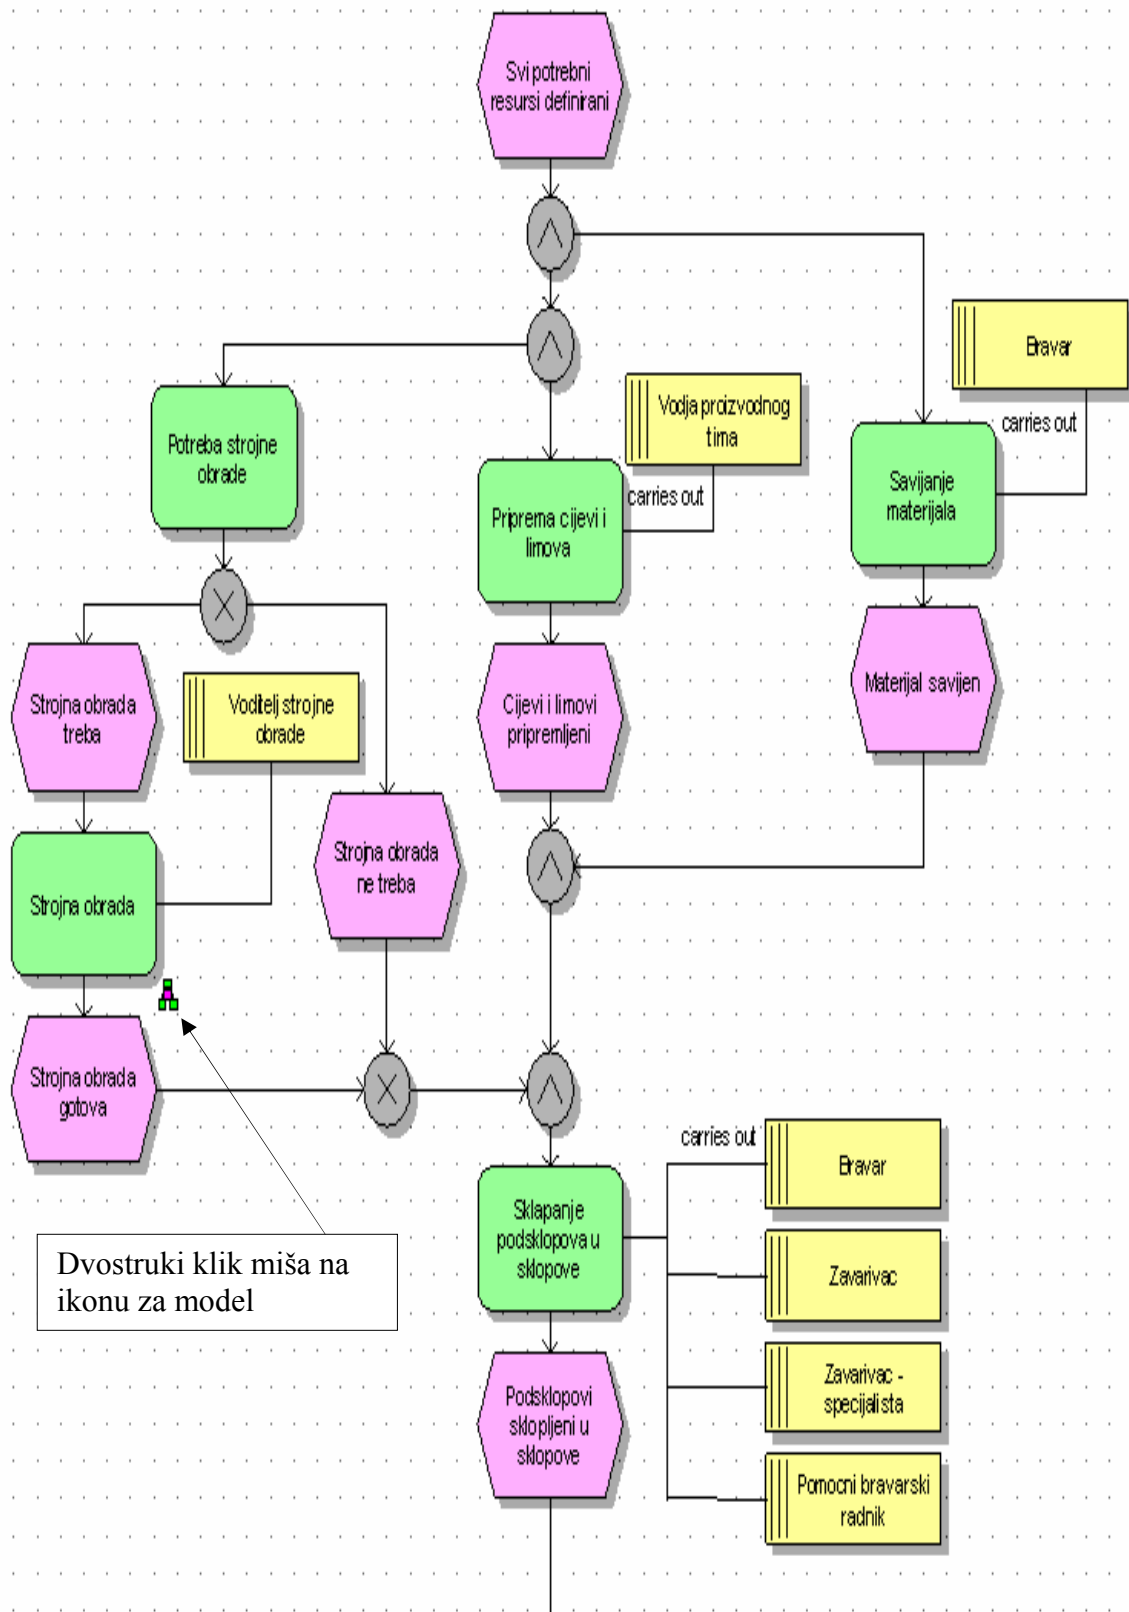 Svi potrebni
resursi definirani
Bravar
carries out
Vodja proizvodnog
tima
carries out
Potreba strojne
obrade
Priprema cijevi i
limova
Savijanje
materijala
Strojna obrada
treba
Voditelj strojne
obrade
Cijevi i limovi
pripremljeni
Materijal savijen
Strojna obrada
ne treba
Strojna obrada
Strojna obrada
gotova
carries out
Bravar
Sklapanje
podsklopova u
sklopove
Zavarivac
Dvostruki klik miša na
ikonu za model
Zavarivac -
specijalista
Podsklopovi
sklopljeni u
sklopove
Pomocni bravarski
radnik